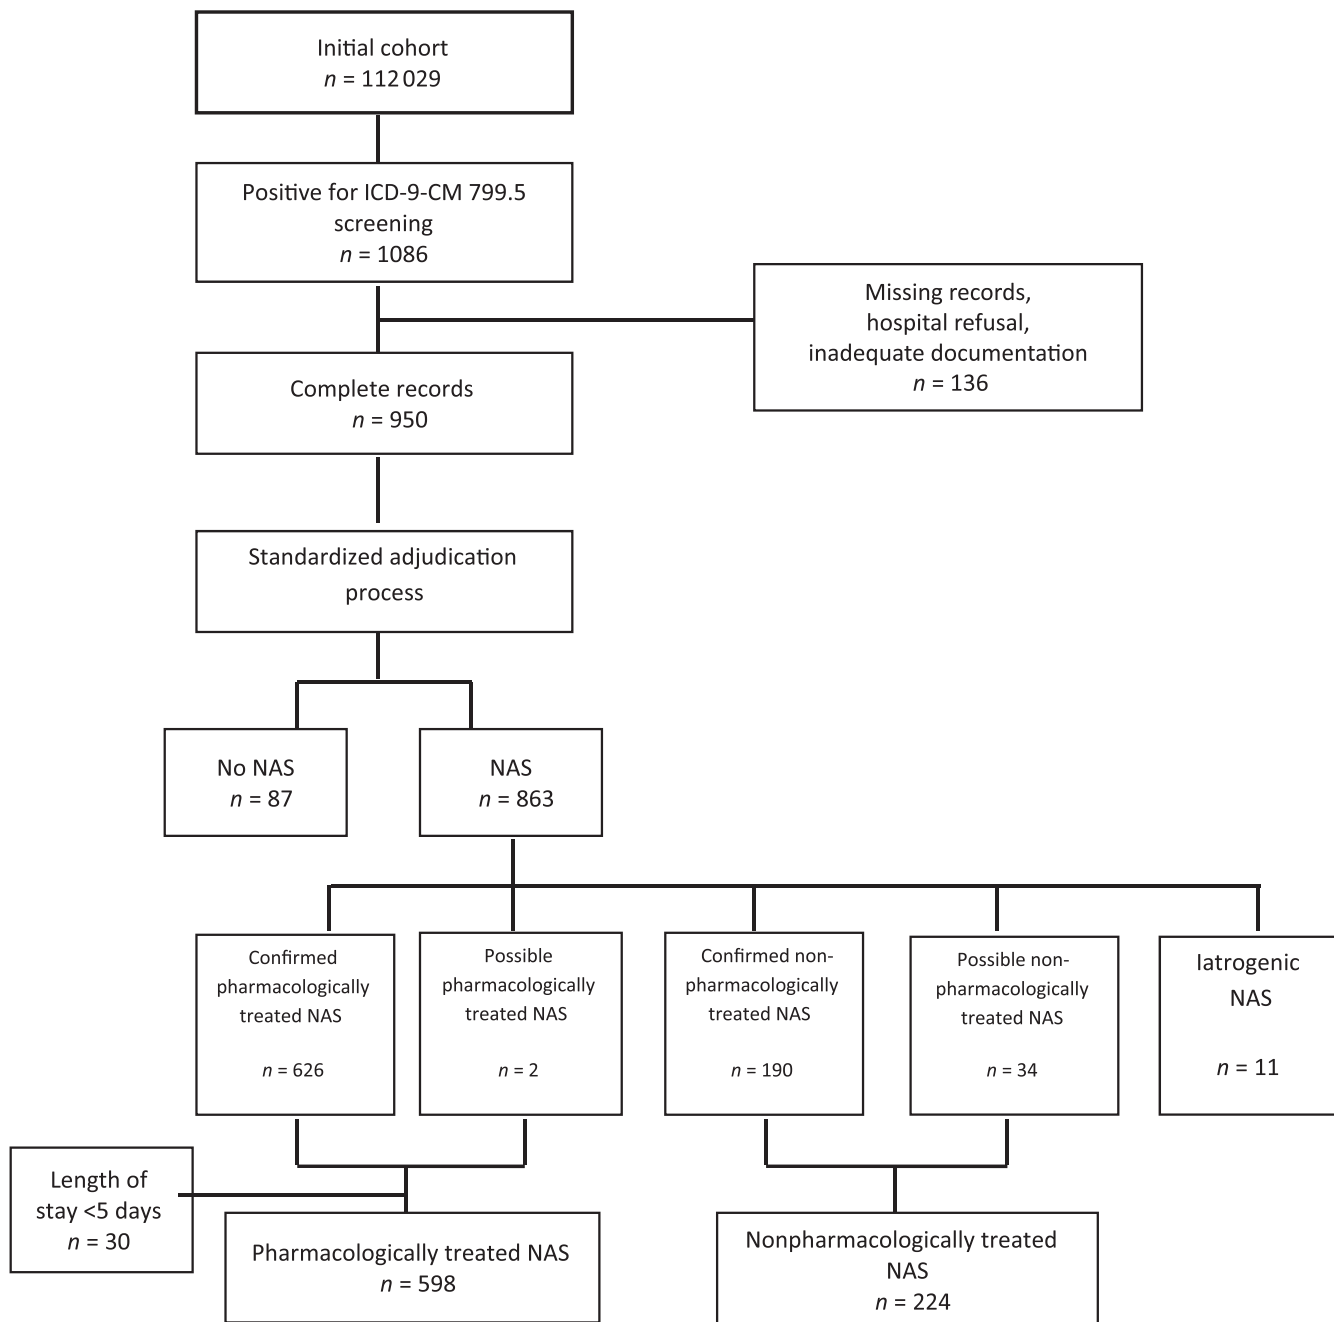 Initial cohort
n = 112 029
Positive for ICD-9-CM 799.5
screening
n = 1086
Missing records,
hospital refusal,
inadequate documentation
n = 136
Complete records
n = 950
Standardized adjudication
process
No NAS
n = 87
NAS
n = 863
Confirmed
pharmacologically
treated NAS
n = 626
Possible
pharmacologically
treated NAS
n = 2
Confirmed non-
pharmacologically
treated NAS
n = 190
Possible non-
pharmacologically
treated NAS
n = 34
Iatrogenic
NAS
n = 11
Length of
stay <5 days
n = 30
Pharmacologically treated NAS
n = 598
Nonpharmacologically treated
NAS
n = 224